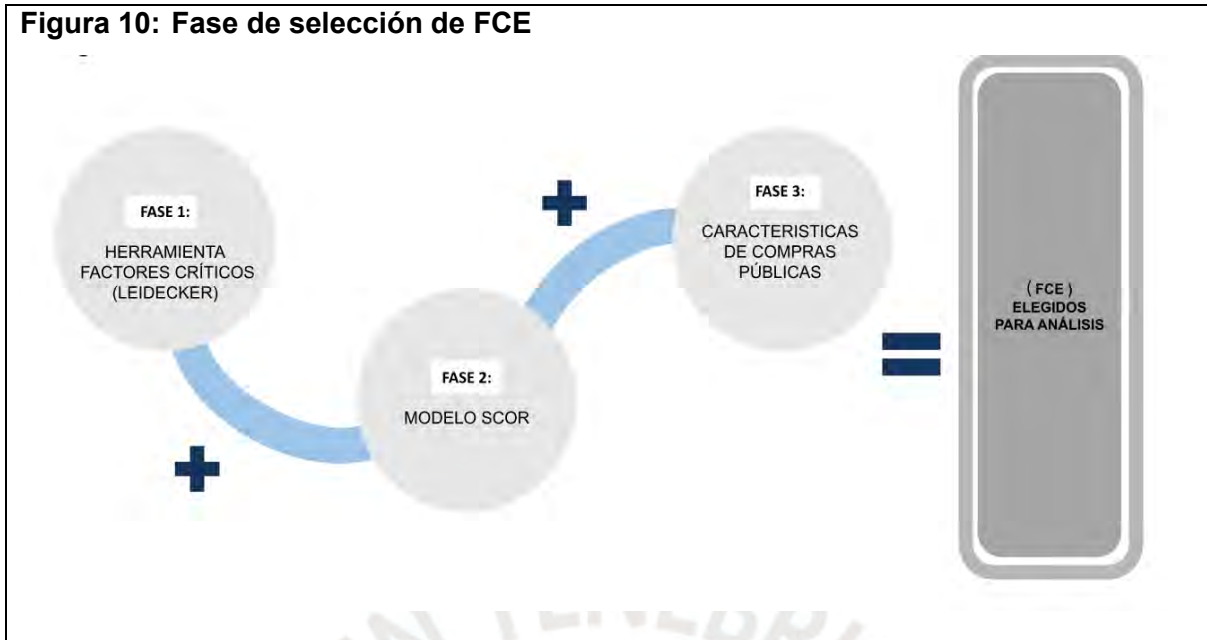 Figura 10: Fase de selección de FCE
FASE 1:
HERRAMIENTA
FACTORES CRÍTICOS
(LEIDECKER)
FASE 2:
MODELO SCOR
FASE 3:
CARACTERISTICAS
DE COMPRAS
PÚBLICAS
( FCE )
ELEGIDOS
PARA ANÁLISIS